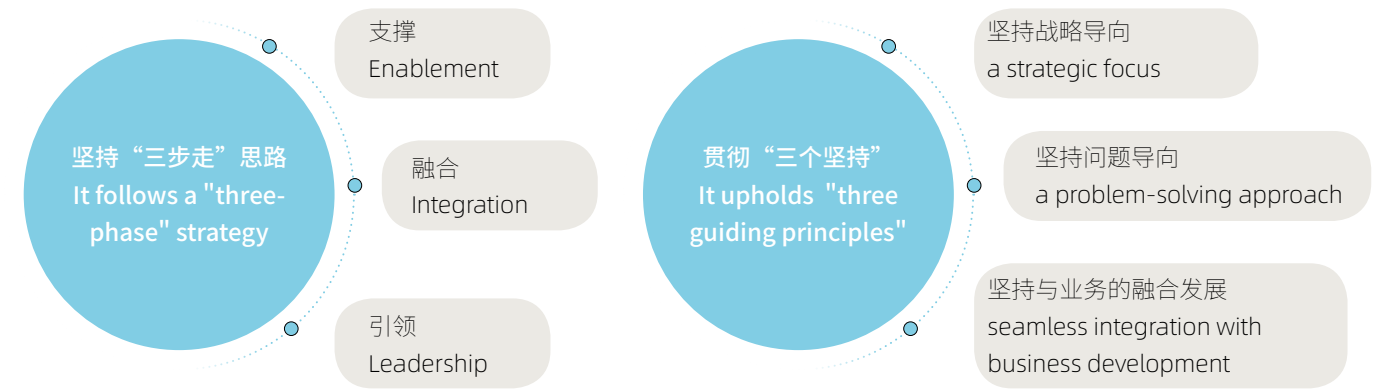 坚持“三步走”思路
It follows a "three-
phase" strategy
支撑
Enablement
融合
Integration
引领
Leadership
贯彻“三个坚持”
It upholds "three
guiding principles"
坚持战略导向
a strategic focus
坚持问题导向
a problem-solving approach
坚持与业务的融合发展
seamless integration with
business development